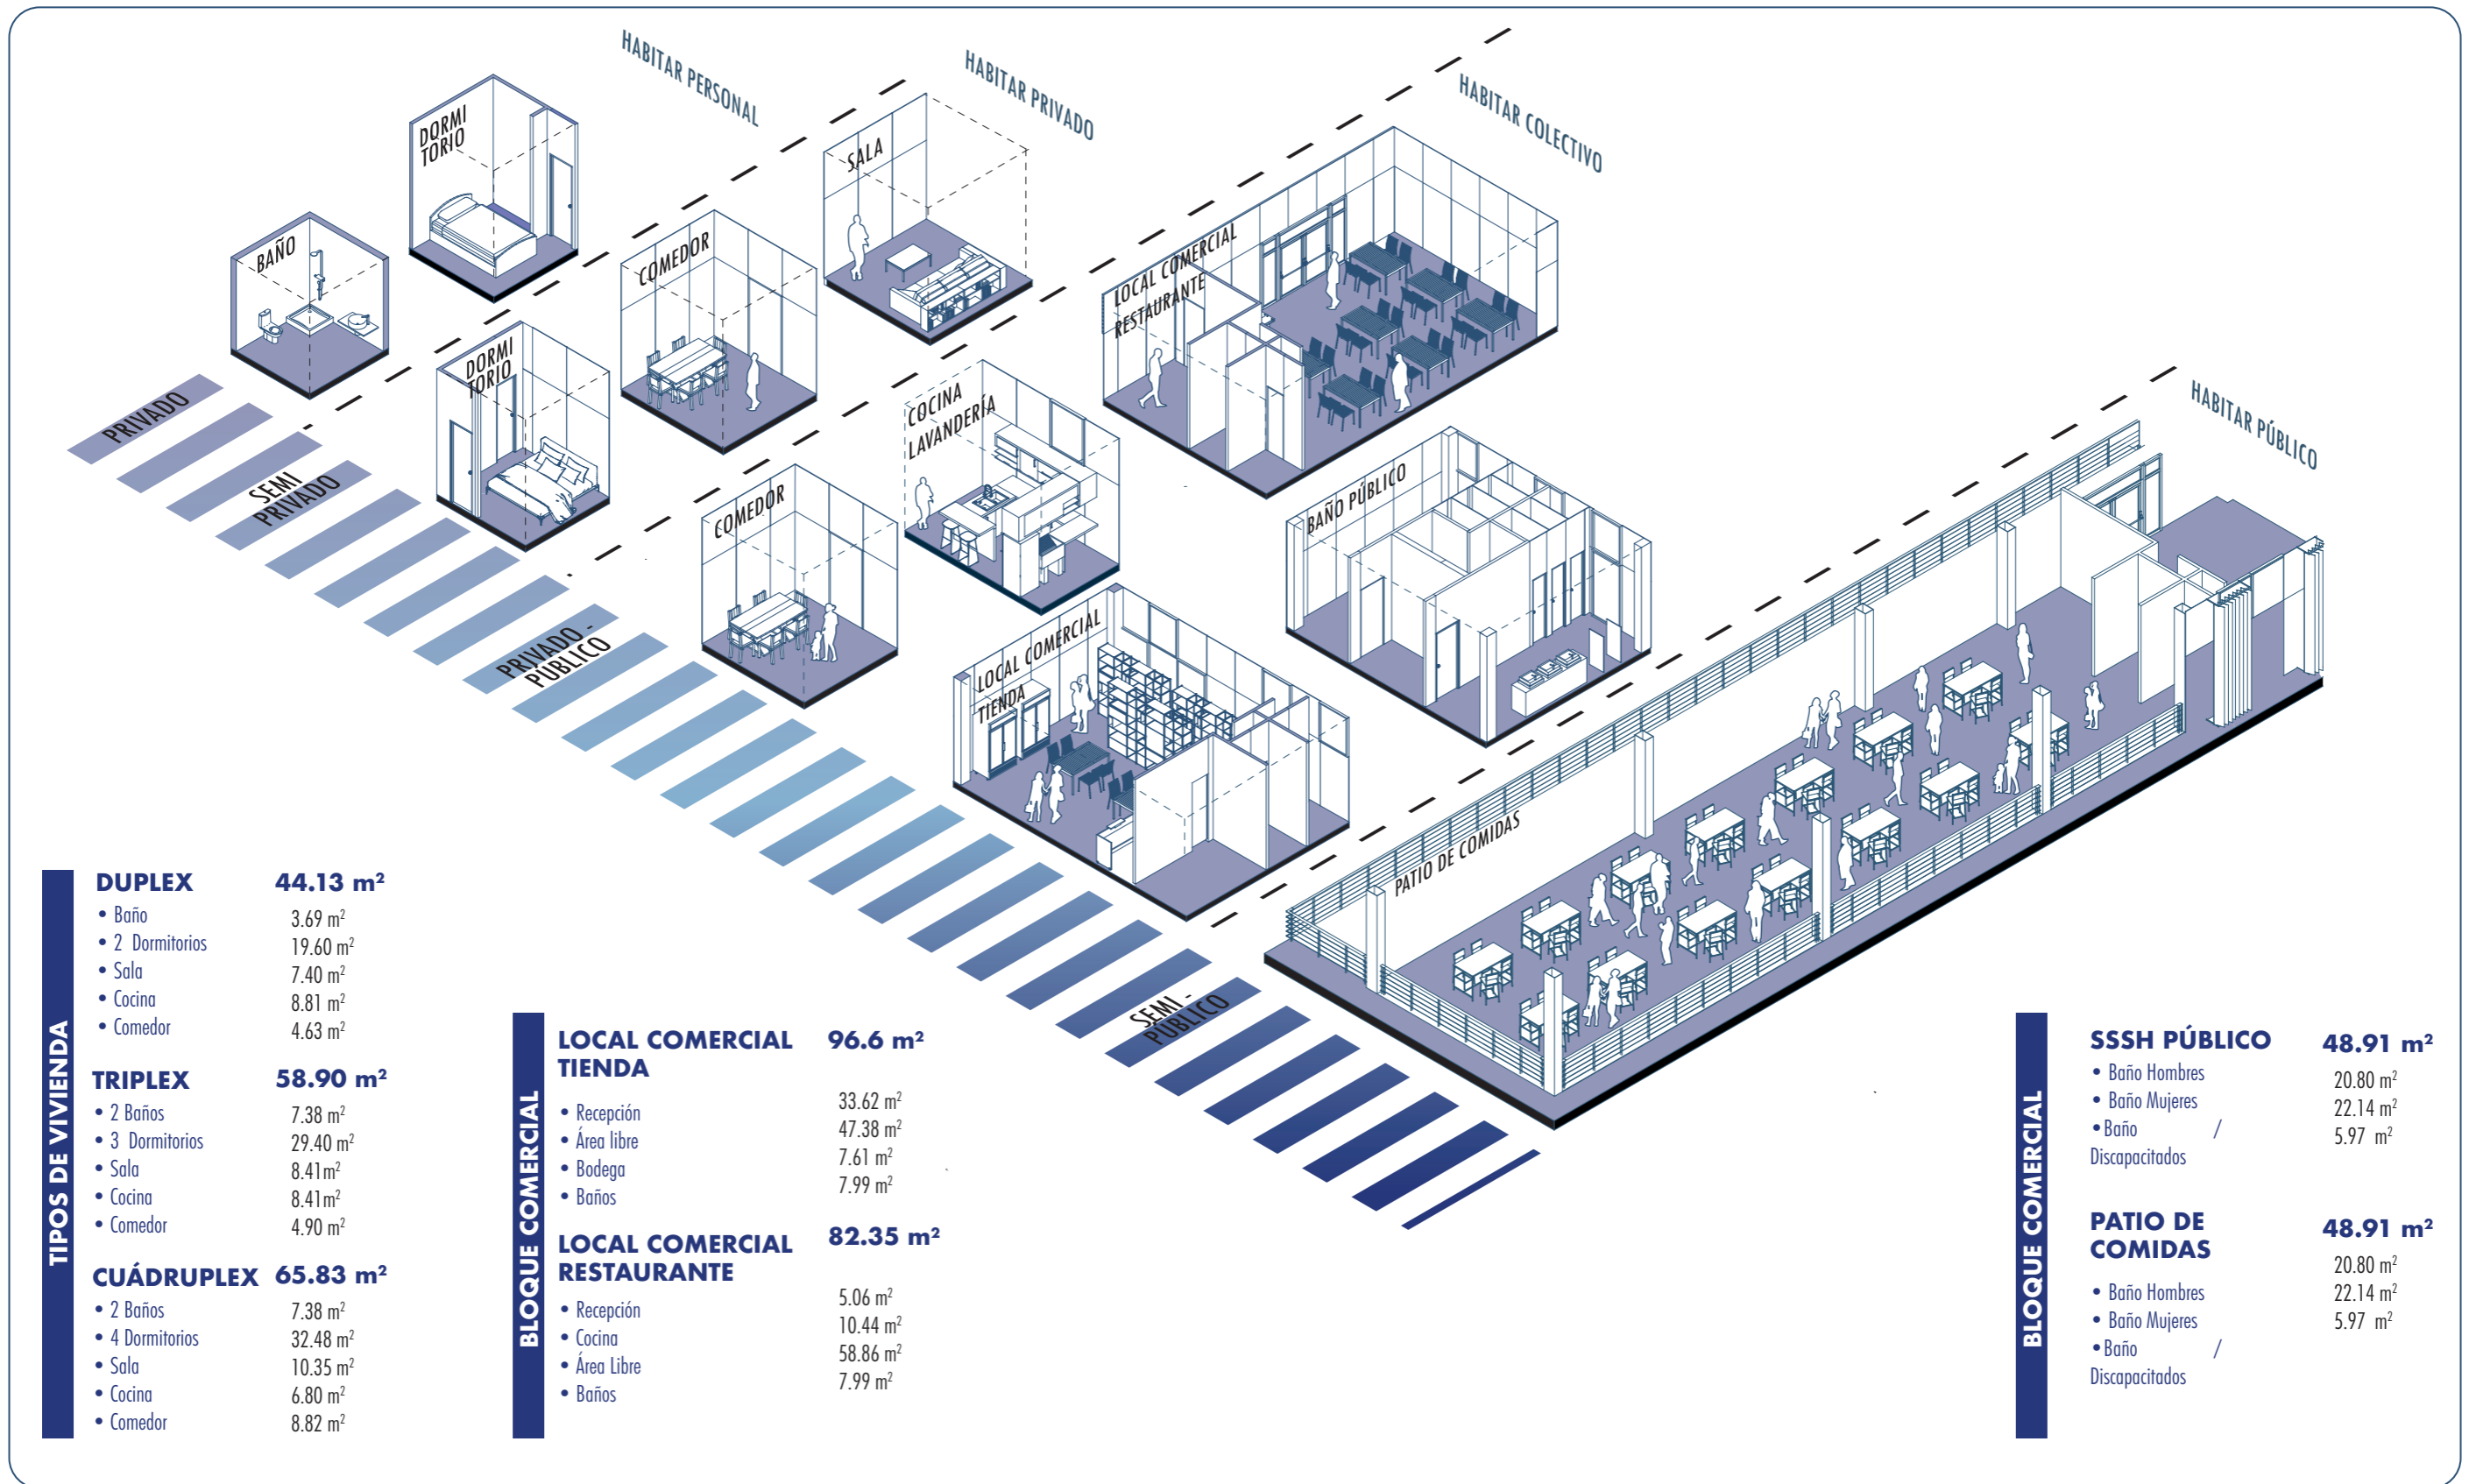 HABITAR PERSONAL
HABITAR PRIVADO
HABITAR COLECTIVO
HABITAR PÚBLICO
DORMI
TORIO
BAÑO
SALA
COMEDOR
DORMI
TORIO
LOCAL COMERCIAL
RESTAURANTE
COCINA
LAVANDERÍA
COMEDOR
BAÑO PÚBLICO
LOCAL COMERCIAL
TIENDA
PATIO DE COMIDAS
PRIVADO
SEMI
PRIVADO
PRIVADO -
PÚBLICO
SEMI -
PÚBLICO
TIPOS DE VIVIENDA
DUPLEX 44.13 m²
• Baño 3.69 m²
• 2 Dormitorios 19.60 m²
• Sala 7.40 m²
• Cocina 8.81 m²
• Comedor 4.63 m²
TRIPLEX 58.90 m²
• 2 Baños 7.38 m²
• 3 Dormitorios 29.40 m²
• Sala 8.41m²
• Cocina 8.41m²
• Comedor 4.90 m²
CUÁDRUPLEX 65.83 m²
• 2 Baños 7.38 m²
• 4 Dormitorios 32.48 m²
• Sala 10.35 m²
• Cocina 6.80 m²
• Comedor 8.82 m²
BLOQUE COMERCIAL
LOCAL COMERCIAL 96.6 m²
TIENDA
• Recepción 33.62 m²
• Área libre 47.38 m²
• Bodega 7.61 m²
• Baños 7.99 m²
LOCAL COMERCIAL 82.35 m²
RESTAURANTE
• Recepción 5.06 m²
• Cocina 10.44 m²
• Área Libre 58.86 m²
• Baños 7.99 m²
BLOQUE COMERCIAL
SSSH PÚBLICO 48.91 m²
• Baño Hombres 20.80 m²
• Baño Mujeres 22.14 m²
• Baño / 5.97 m²
Discapacitados
PATIO DE 48.91 m²
COMIDAS
• Baño Hombres 20.80 m²
• Baño Mujeres 22.14 m²
• Baño / 5.97 m²
Discapacitados